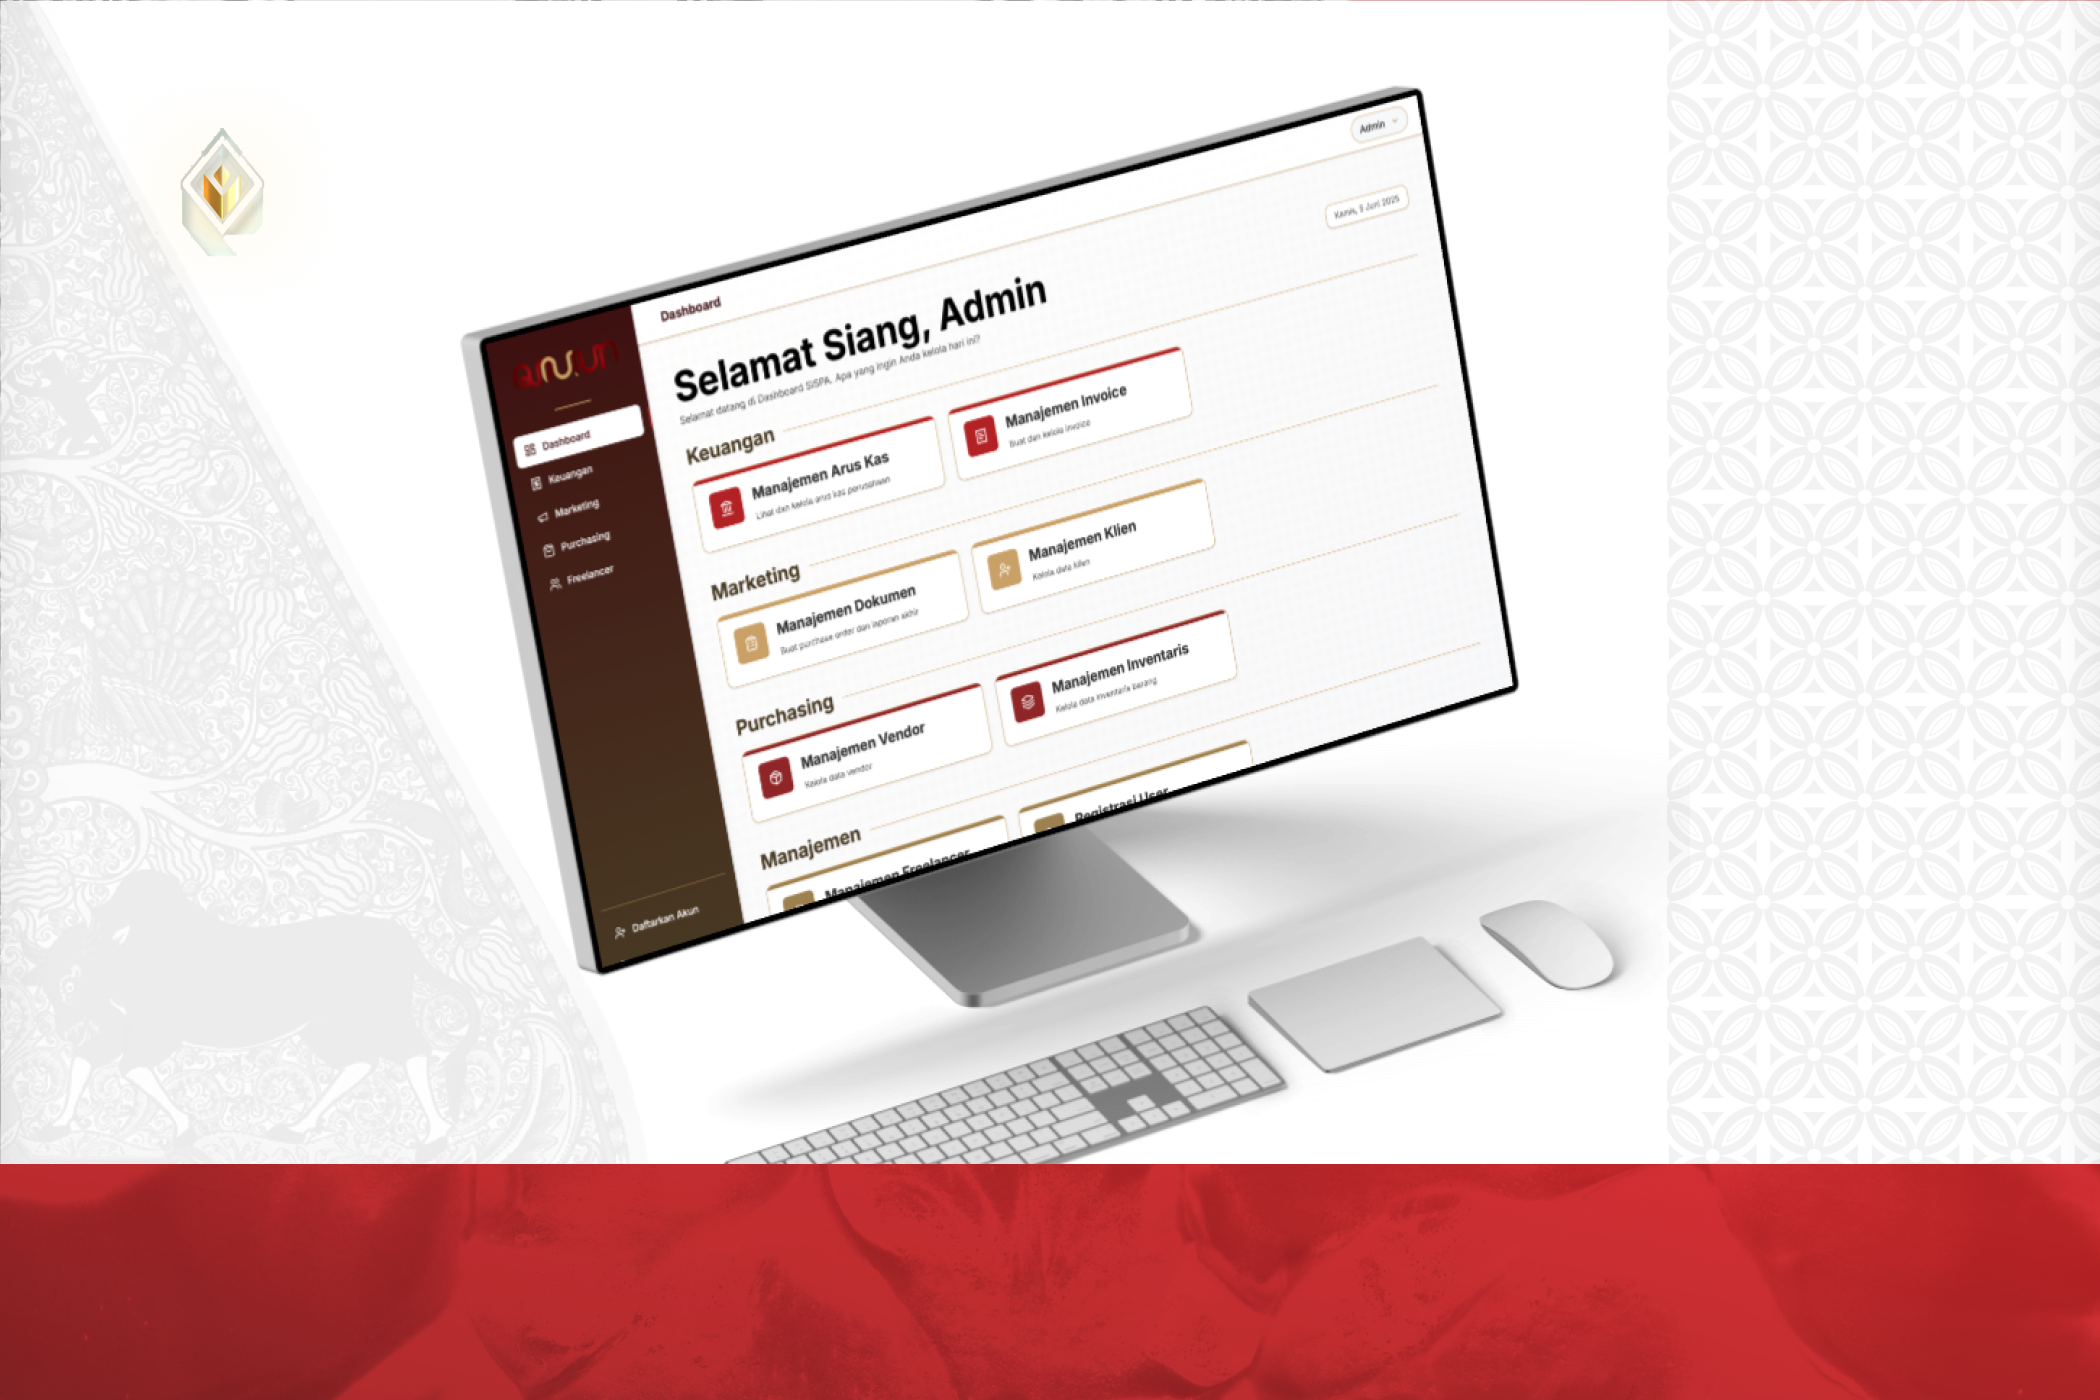 Admin
Kamis, 5 Juni 2025
Dashboard
Selamat Siang, Admin
Selamat datang di Dashboard SISPA. Apa yang ingin Anda kelola hari ini?
Dashboard
Keuangan
Marketing
Purchasing
Freelancer
Daftarkan Akun
Keuangan
Manajemen Arus Kas
Lihat dan kelola arus kas perusahaan
Manajemen Invoice
Buat dan kelola invoice
Marketing
Manajemen Dokumen
Buat purchase order dan laporan akhir
Manajemen Klien
Kelola data klien
Purchasing
Manajemen Vendor
Kelola data vendor
Manajemen Inventaris
Kelola data inventaris barang
Manajemen
Manajemen Freelancer
Registrasi User